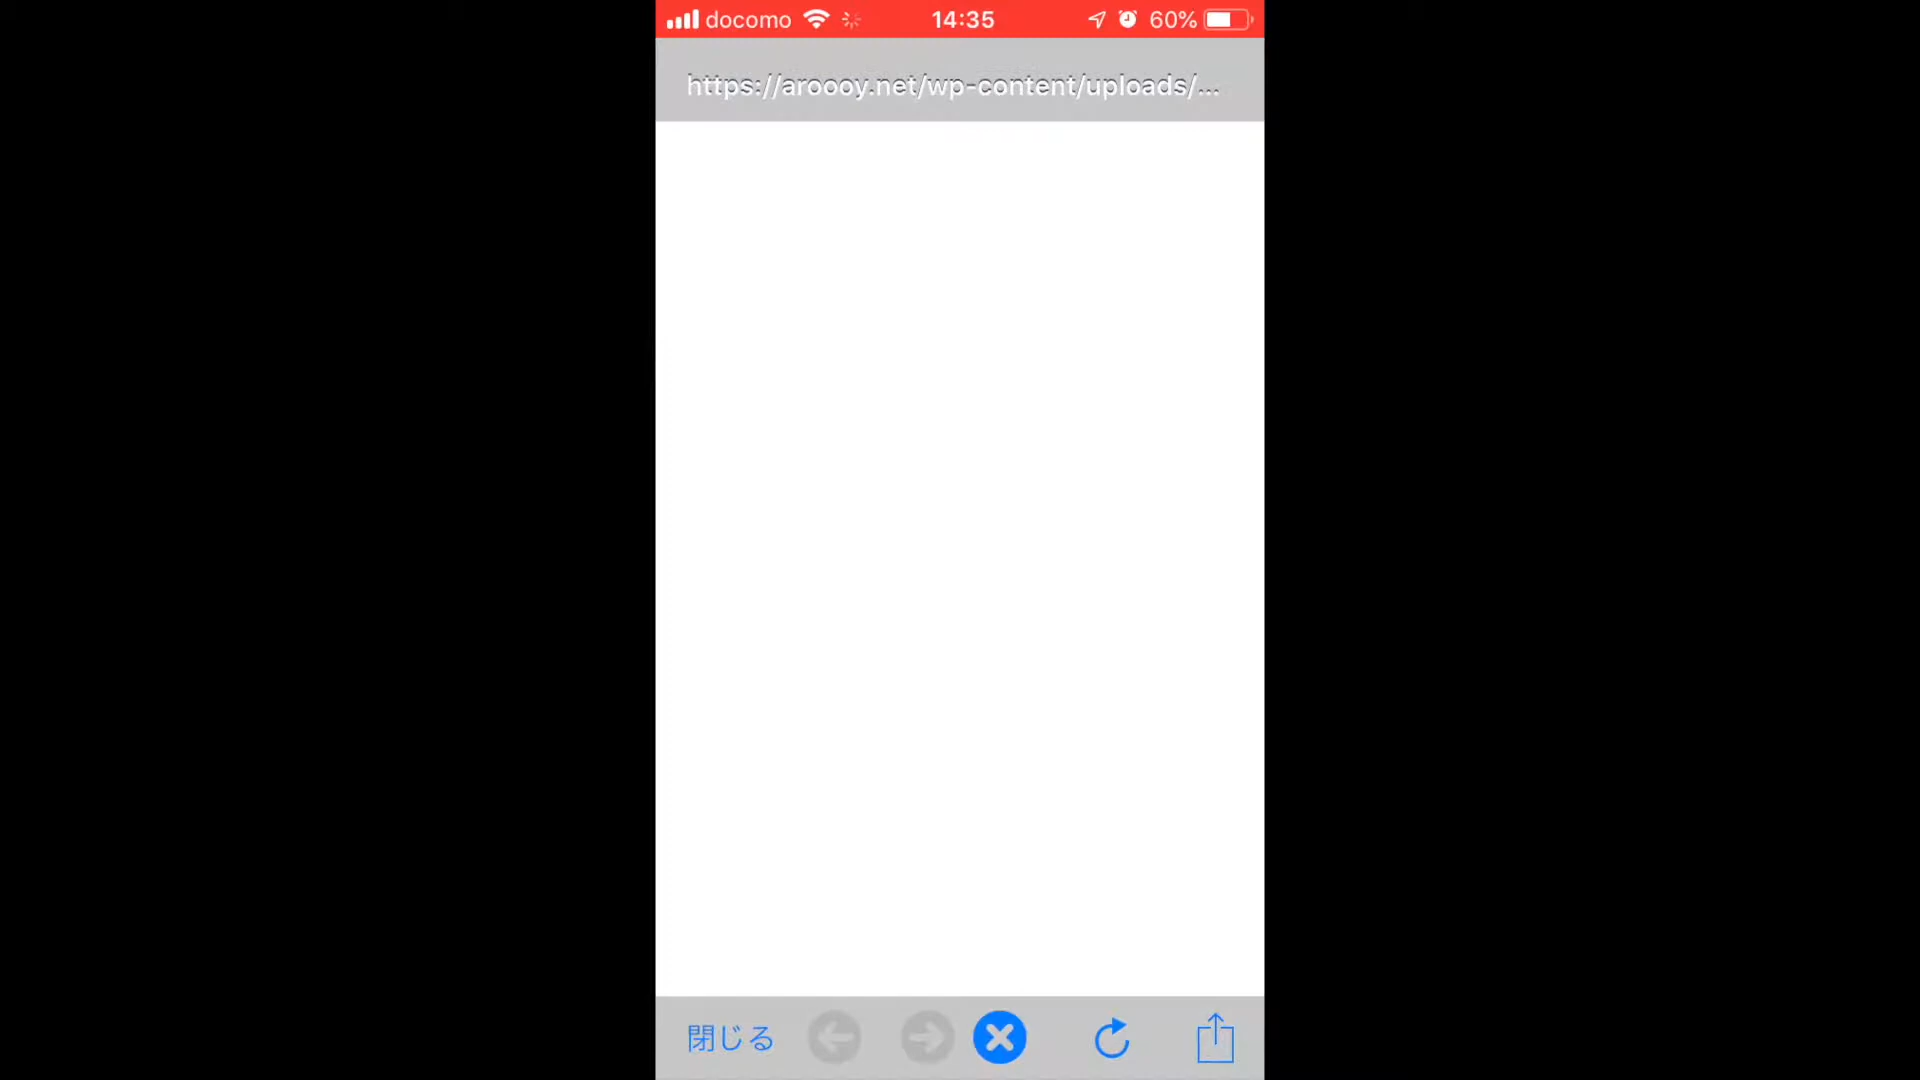 docomo 14:35 60%
https://aroooy.net/wp-content/uploads/...
閉じる